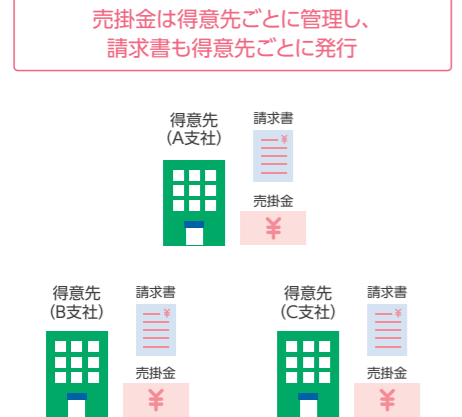 売掛金は得意先ごとに管理し、
請求書も得意先ごとに発行
得意先
（A支社）
請求書
¥
売掛金
¥
得意先
（B支社）
請求書
¥
売掛金
¥
得意先
（C支社）
請求書
¥
売掛金
¥